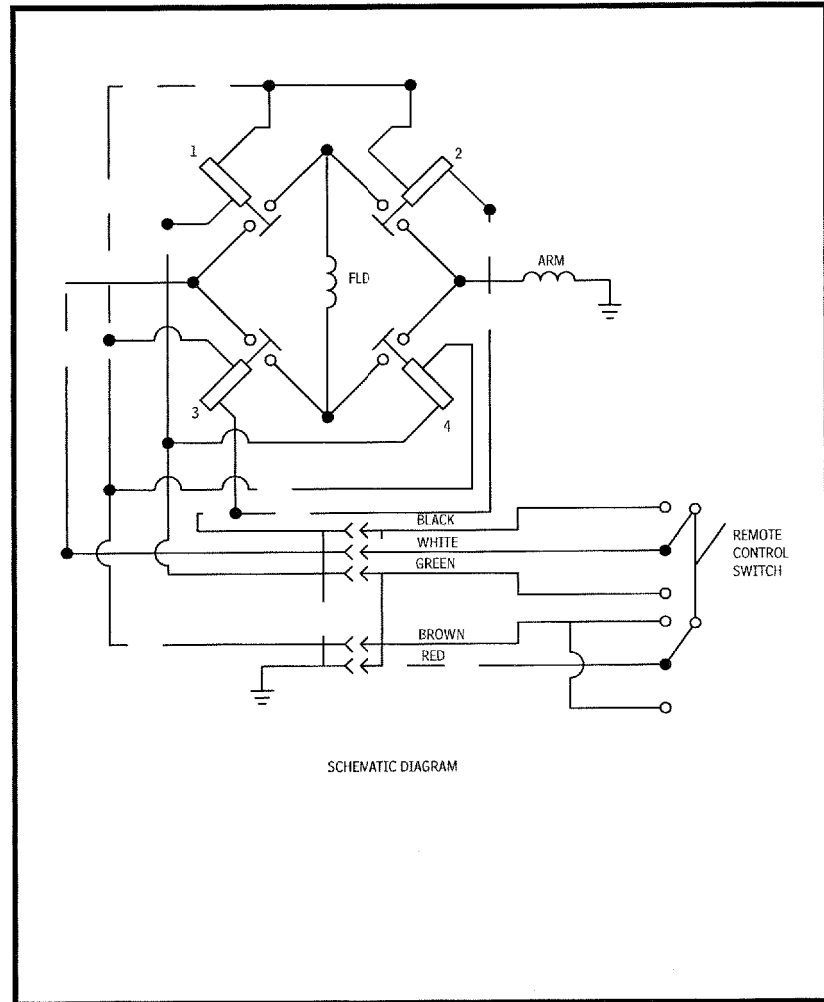 1
2
ARM
FLD
3
4
BLACK
WHITE
GREEN
BROWN
RED
REMOTE
CONTROL
SWITCH
SCHEMATIC DIAGRAM